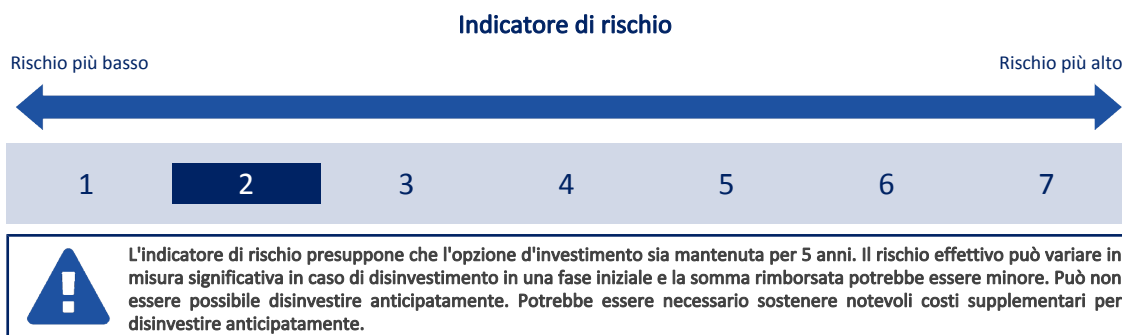 Indicatore di rischio
Rischio più basso
Rischio più alto
1 2 3 4 5 6 7
L'indicatore di rischio presuppone che l'opzione d'investimento sia mantenuta per 5 anni. Il rischio effettivo può variare in
misura significativa in caso di disinvestimento in una fase iniziale e la somma rimborsata potrebbe essere minore. Può non
essere possibile disinvestire anticipatamente. Potrebbe essere necessario sostenere notevoli costi supplementari per
disinvestire anticipatamente.